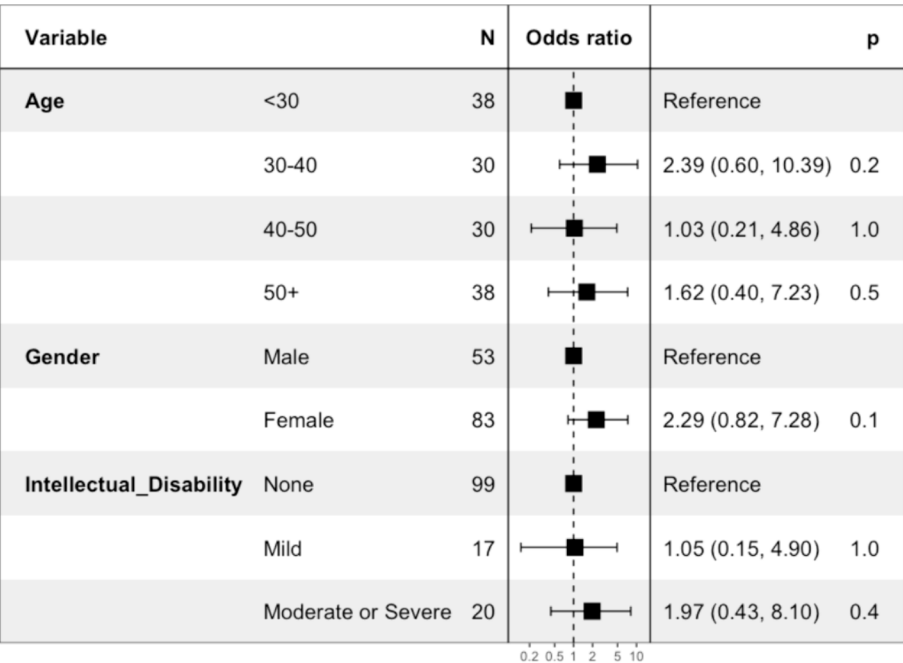 Variable N Odds ratio p
Age <30 38 Reference
30-40 30 2.39 (0.60, 10.39) 0.2
40-50 30 1.03 (0.21, 4.86) 1.0
50+ 38 1.62 (0.40, 7.23) 0.5
Gender Male 53 Reference
Female 83 2.29 (0.82, 7.28) 0.1
Intellectual_Disability None 99 Reference
Mild 17 1.05 (0.15, 4.90) 1.0
Moderate or Severe 20 1.97 (0.43, 8.10) 0.4
0.2 0.5 1 2 5 10